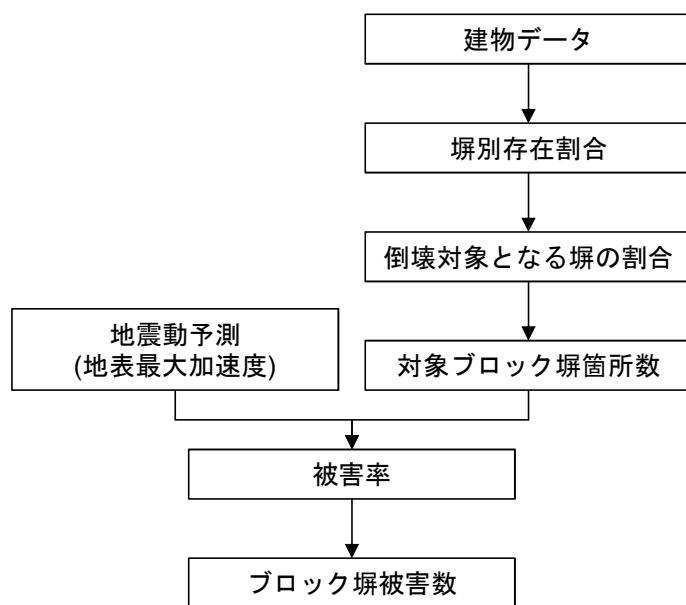 建物データ
塀別存在割合
倒壊対象となる塀の割合
地震動予測
(地表最大加速度)
対象ブロック塀箇所数
被害率
ブロック塀被害数